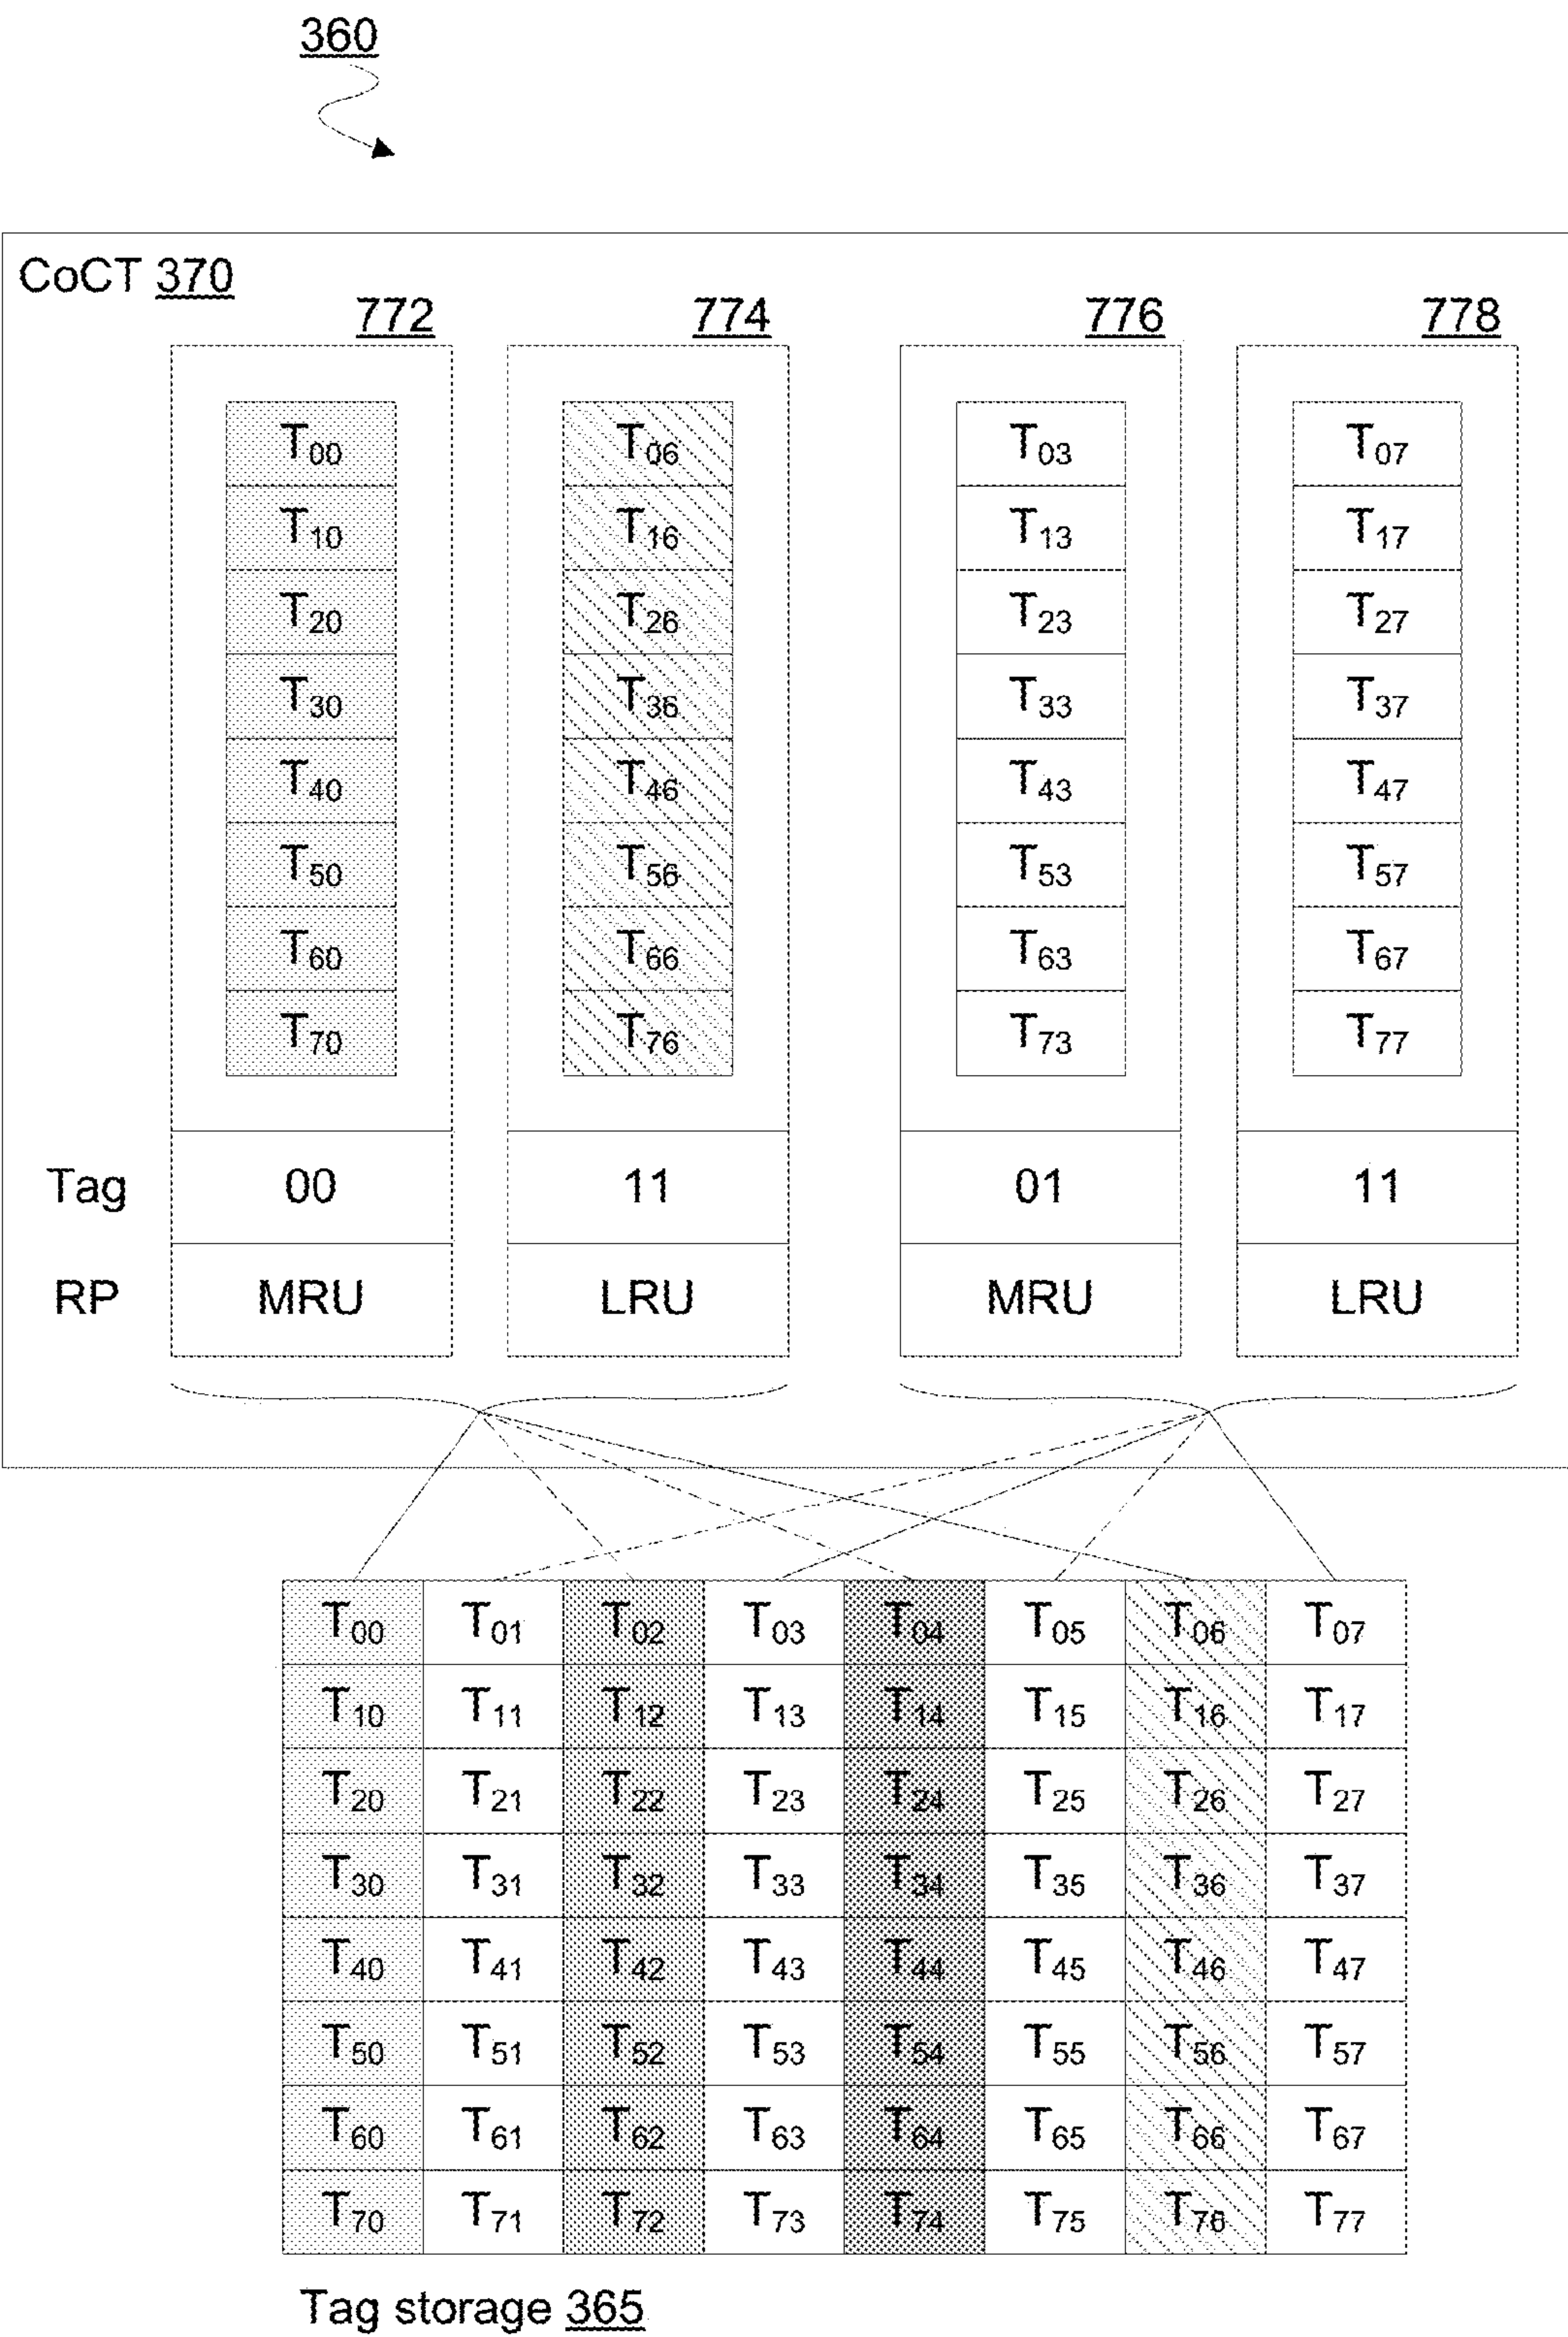 360
CoCT 370
772 774 776 778
T00 T06 T03 T07
T10 T16 T13 T17
T20 T26 T23 T27
T30 T36 T33 T37
T40 T46 T43 T47
T50 T56 T53 T57
T60 T66 T63 T67
T70 T76 T73 T77
Tag 00 11 01 11
RP MRU LRU MRU LRU
T00 T01 T02 T03 T04 T05 T06 T07
T10 T11 T12 T13 T14 T15 T16 T17
T20 T21 T22 T23 T24 T25 T26 T27
T30 T31 T32 T33 T34 T35 T36 T37
T40 T41 T42 T43 T44 T45 T46 T47
T50 T51 T52 T53 T54 T55 T56 T57
T60 T61 T62 T63 T64 T65 T66 T67
T70 T71 T72 T73 T74 T75 T76 T77
Tag storage 365